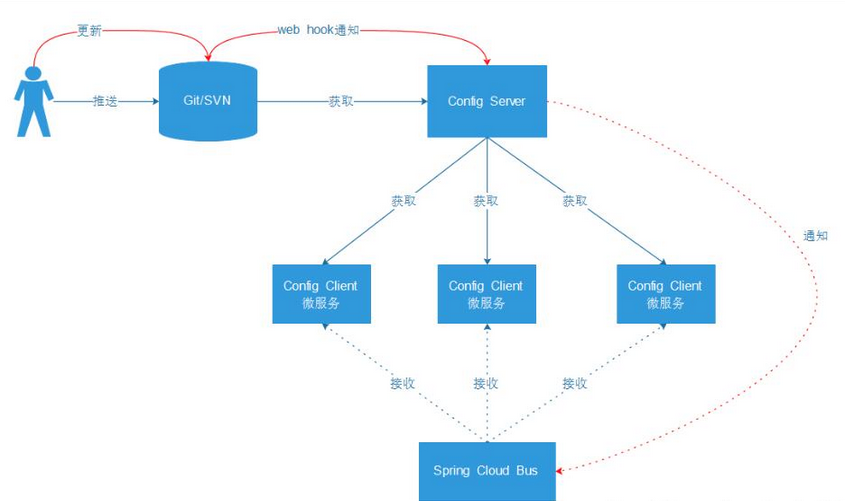 更新
web hook通知
推送
Git/SVN
获取
Config Server
获取
获取
获取
通知
Config Client
微服务
Config Client
微服务
Config Client
微服务
接收
接收
接收
Spring Cloud Bus